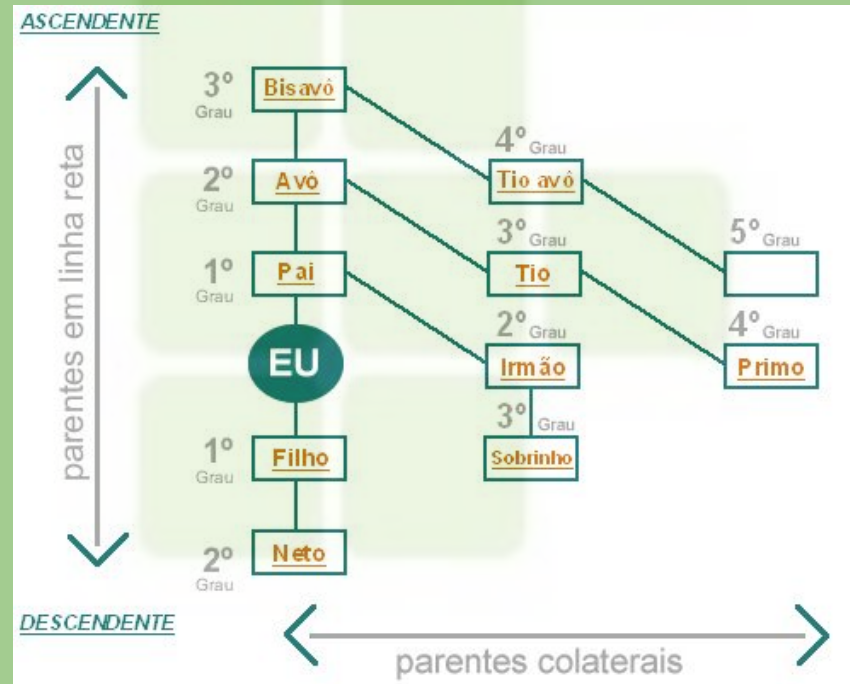 ASCENDENTE
3º Grau
Bisavô
4º Grau
2º Grau
Avô
Tio avô
3º Grau
5º Grau
1º Grau
Pai
Tio
2º Grau
4º Grau
EU
Irmão
Primo
3º Grau
1º Grau
Filho
Sobrinho
2º Grau
Neto
parentes em linha reta
DESCENDENTE
parentes colaterais